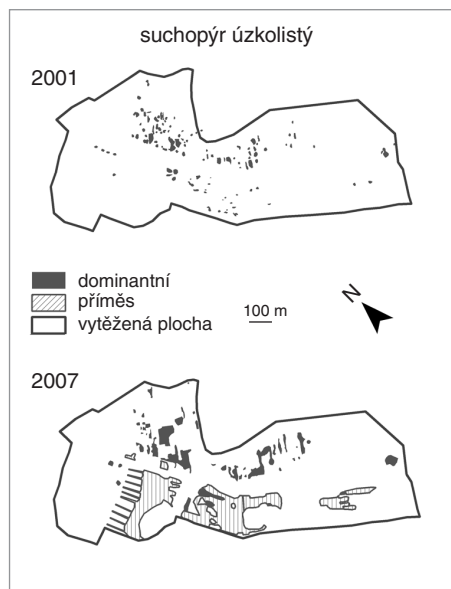 suchopýr úzkolistý
2001
dominantní
příměs
vytěžená plocha
100 m
N
2007